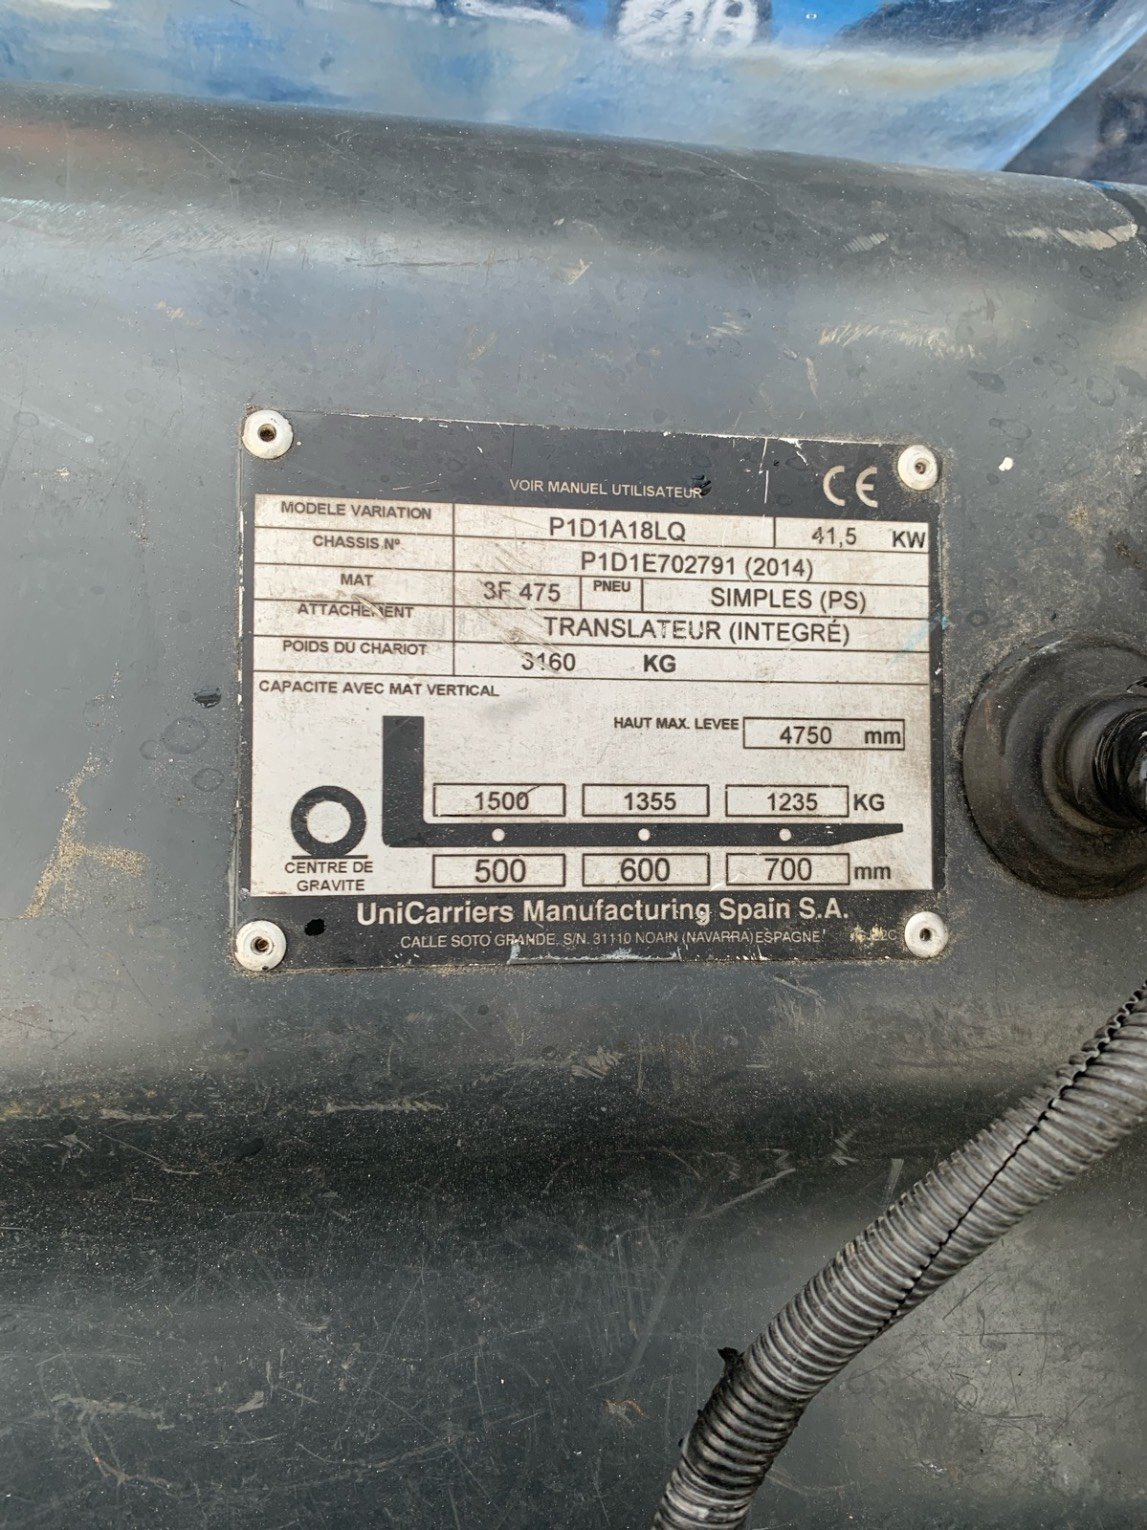 VOIR MANUEL UTILISATEUR CE
MODELE VARIATION P1D1A18LQ 41,5 KW
CHASSIS.Nº P1D1E702791 (2014)
MAT 3F 475 PNEU SIMPLES (PS)
ATTACHEMENT TRANSLATEUR (INTEGRÉ)
POIDS DU CHARIOT 3160 KG
CAPACITE AVEC MAT VERTICAL
HAUT MAX. LEVEE 4750 mm
1500 1355 1235 KG
CENTRE DE
GRAVITE
500 600 700 mm
UniCarriers Manufacturing Spain S.A.
CALLE SOTO GRANDE, S/N. 31110 NOAIN (NAVARRA) ESPAGNE